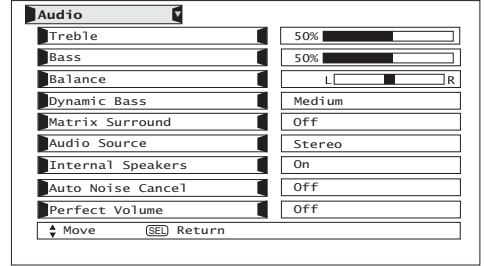 Audio
Treble 50%
Bass 50%
Balance L R
Dynamic Bass Medium
Matrix Surround Off
Audio Source Stereo
Internal Speakers On
Auto Noise Cancel Off
Perfect Volume Off
Move SEL Return